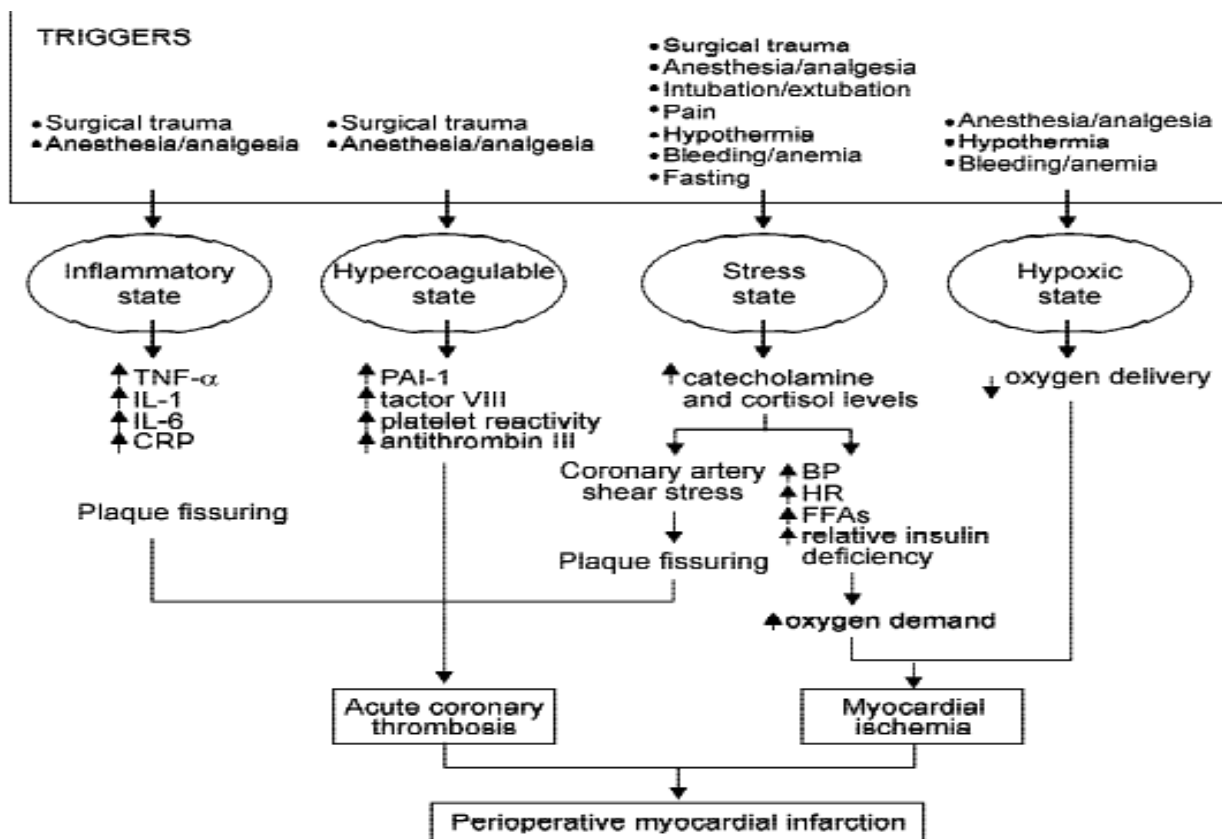 TRIGGERS
• Surgical trauma
• Anesthesia/analgesia
• Surgical trauma
• Anesthesia/analgesia
• Surgical trauma
• Anesthesia/analgesia
• Intubation/extubation
• Pain
• Hypothermia
• Bleeding/anemia
• Fasting
• Anesthesia/analgesia
• Hypothermia
• Bleeding/anemia
Inflammatory
state
Hypercoagulable
state
Stress
state
Hypoxic
state
↑ TNF-α
↑ IL-1
↑ IL-6
↑ CRP
↑ PAI-1
↑ tactor VIII
↑ platelet reactivity
↑ antithrombin III
↑ catecholamine
and cortisol levels
↓ oxygen delivery
Plaque fissuring
Coronary artery
shear stress
Plaque fissuring
↑ BP
↑ HR
↑ FFAs
↑ relative insulin
deficiency
↑ oxygen demand
Acute coronary
thrombosis
Myocardial
ischemia
Perioperative myocardial infarction